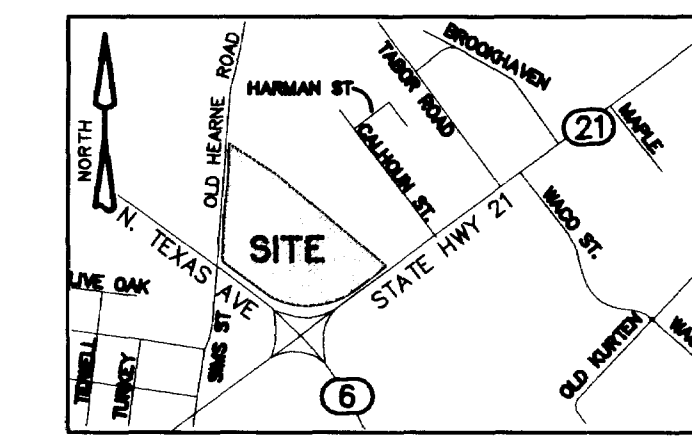 BROOKHAVEN
TABOR ROAD
OLD HEARNE ROAD
HARMAN ST
21
MAPLE
NORTH
CALHOUN ST.
N. TEXAS AVE
SITE
STATE HWY 21
WACO ST.
LIVE OAK
SIMS ST
TIDWELL
TURKEY
OLD KURTEN
6